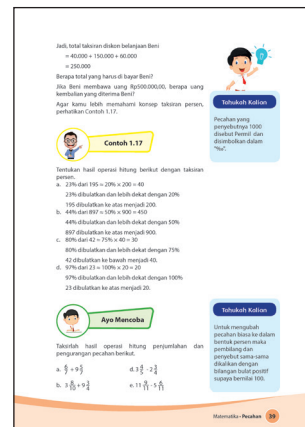 Jadi, total taksiran diskon belanjaan Beni
= 40.000 + 150.000 + 60.000
= 250.000
Berapa total yang harus di bayar Beni?
Jika Beni membawa uang Rp500.000,00, berapa uang
kembalian yang diterima Beni?
Agar kamu lebih memahami konsep taksiran persen,
perhatikan Contoh 1.17.
Contoh 1.17
Tentukan hasil operasi hitung berikut dengan taksiran
persen.
a. 23% dari 195 = 20% × 200 = 40
23% dibulatkan dan lebih dekat dengan 20%
195 dibulatkan ke atas menjadi 200.
b. 44% dari 897 = 50% × 900 = 450
44% dibulatkan dan lebih dekat dengan 50%
897 dibulatkan ke atas menjadi 900.
c. 80% dari 42 = 75% × 40 = 30
80% dibulatkan dan lebih dekat dengan 75%
42 dibulatkan ke bawah menjadi 40.
d. 97% dari 23 = 100% × 20 = 20
97% dibulatkan dan lebih dekat dengan 100%
23 dibulatkan ke atas menjadi 20.
Ayo Mencoba
Taksirlah hasil operasi hitung penjumlahan dan
pengurangan pecahan berikut.
a.
d.
b.
e.
Tahukah Kalian
Pecahan yang
penyebutnya 1000
disebut Permil dan
disimbolkan dalam
"‰".
Tahukah Kalian
Untuk mengubah
pecahan biasa ke dalam
bentuk persen maka
pembilang dan
penyebut sama-sama
dikalikan dengan
bilangan bulat positif
supaya bernilai 100.
Matematika - Pecahan 39